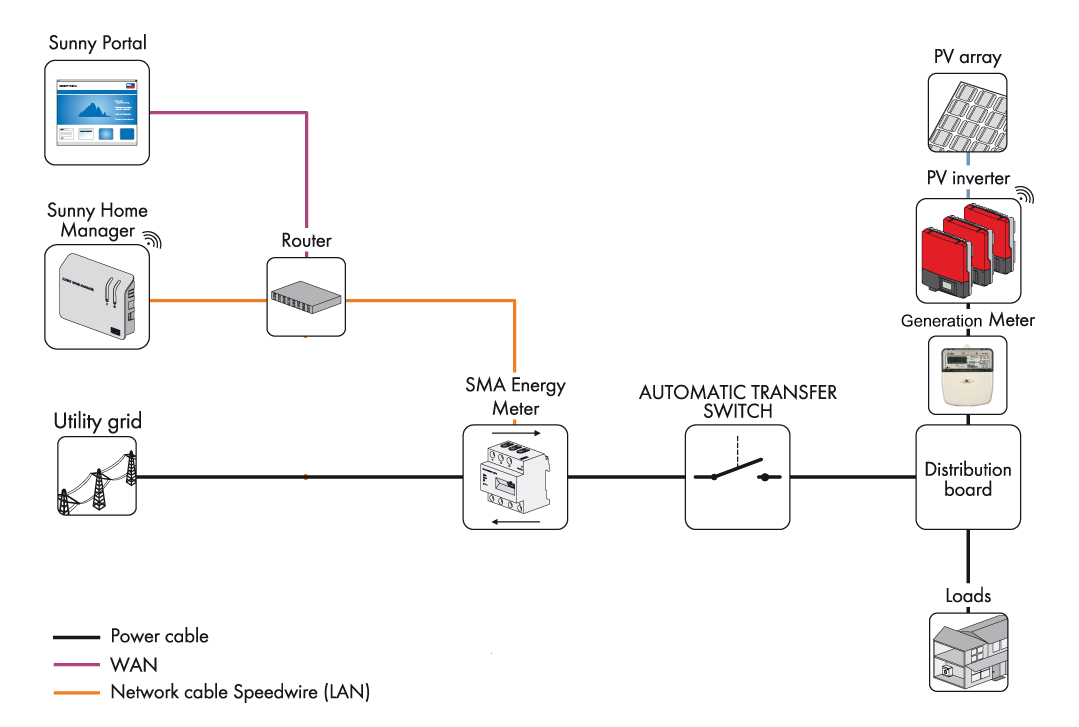 Sunny Portal
PV array
PV inverter
Sunny Home
Manager
Router
Generation Meter
SMA Energy
Meter
AUTOMATIC TRANSFER
SWITCH
Utility grid
Distribution
board
Loads
Power cable
WAN
Network cable Speedwire (LAN)